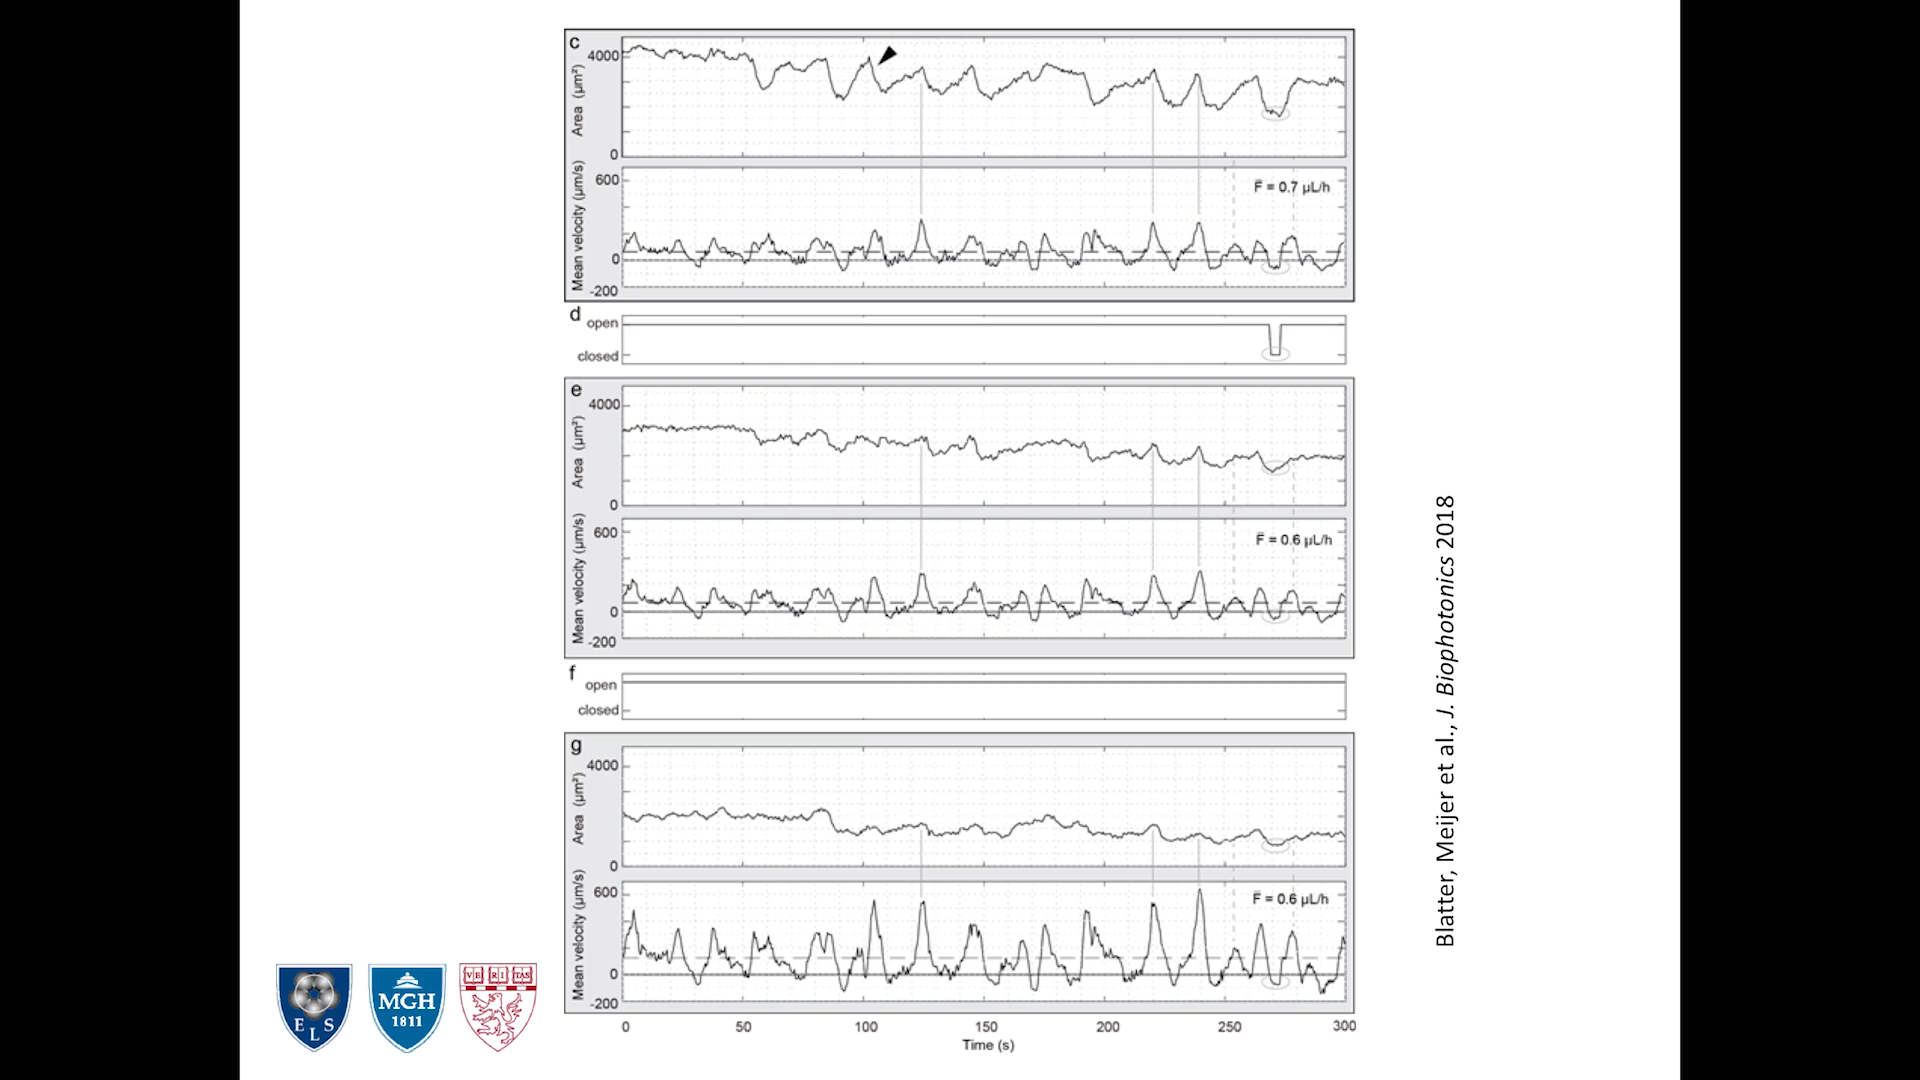 c
4000
Area (µm²)
0
600
Mean velocity (µm/s)
F̄ = 0.7 µL/h
0
-200
d
open
closed
e
4000
Area (µm²)
0
600
Mean velocity (µm/s)
F̄ = 0.6 µL/h
0
-200
f
open
closed
g
4000
Area (µm²)
0
600
Mean velocity (µm/s)
F̄ = 0.6 µL/h
0
-200
0 50 100 150 200 250 300
Time (s)
Blatter, Meijer et al., J. Biophotonics 2018
E L S
MGH
1811
VE RI TAS